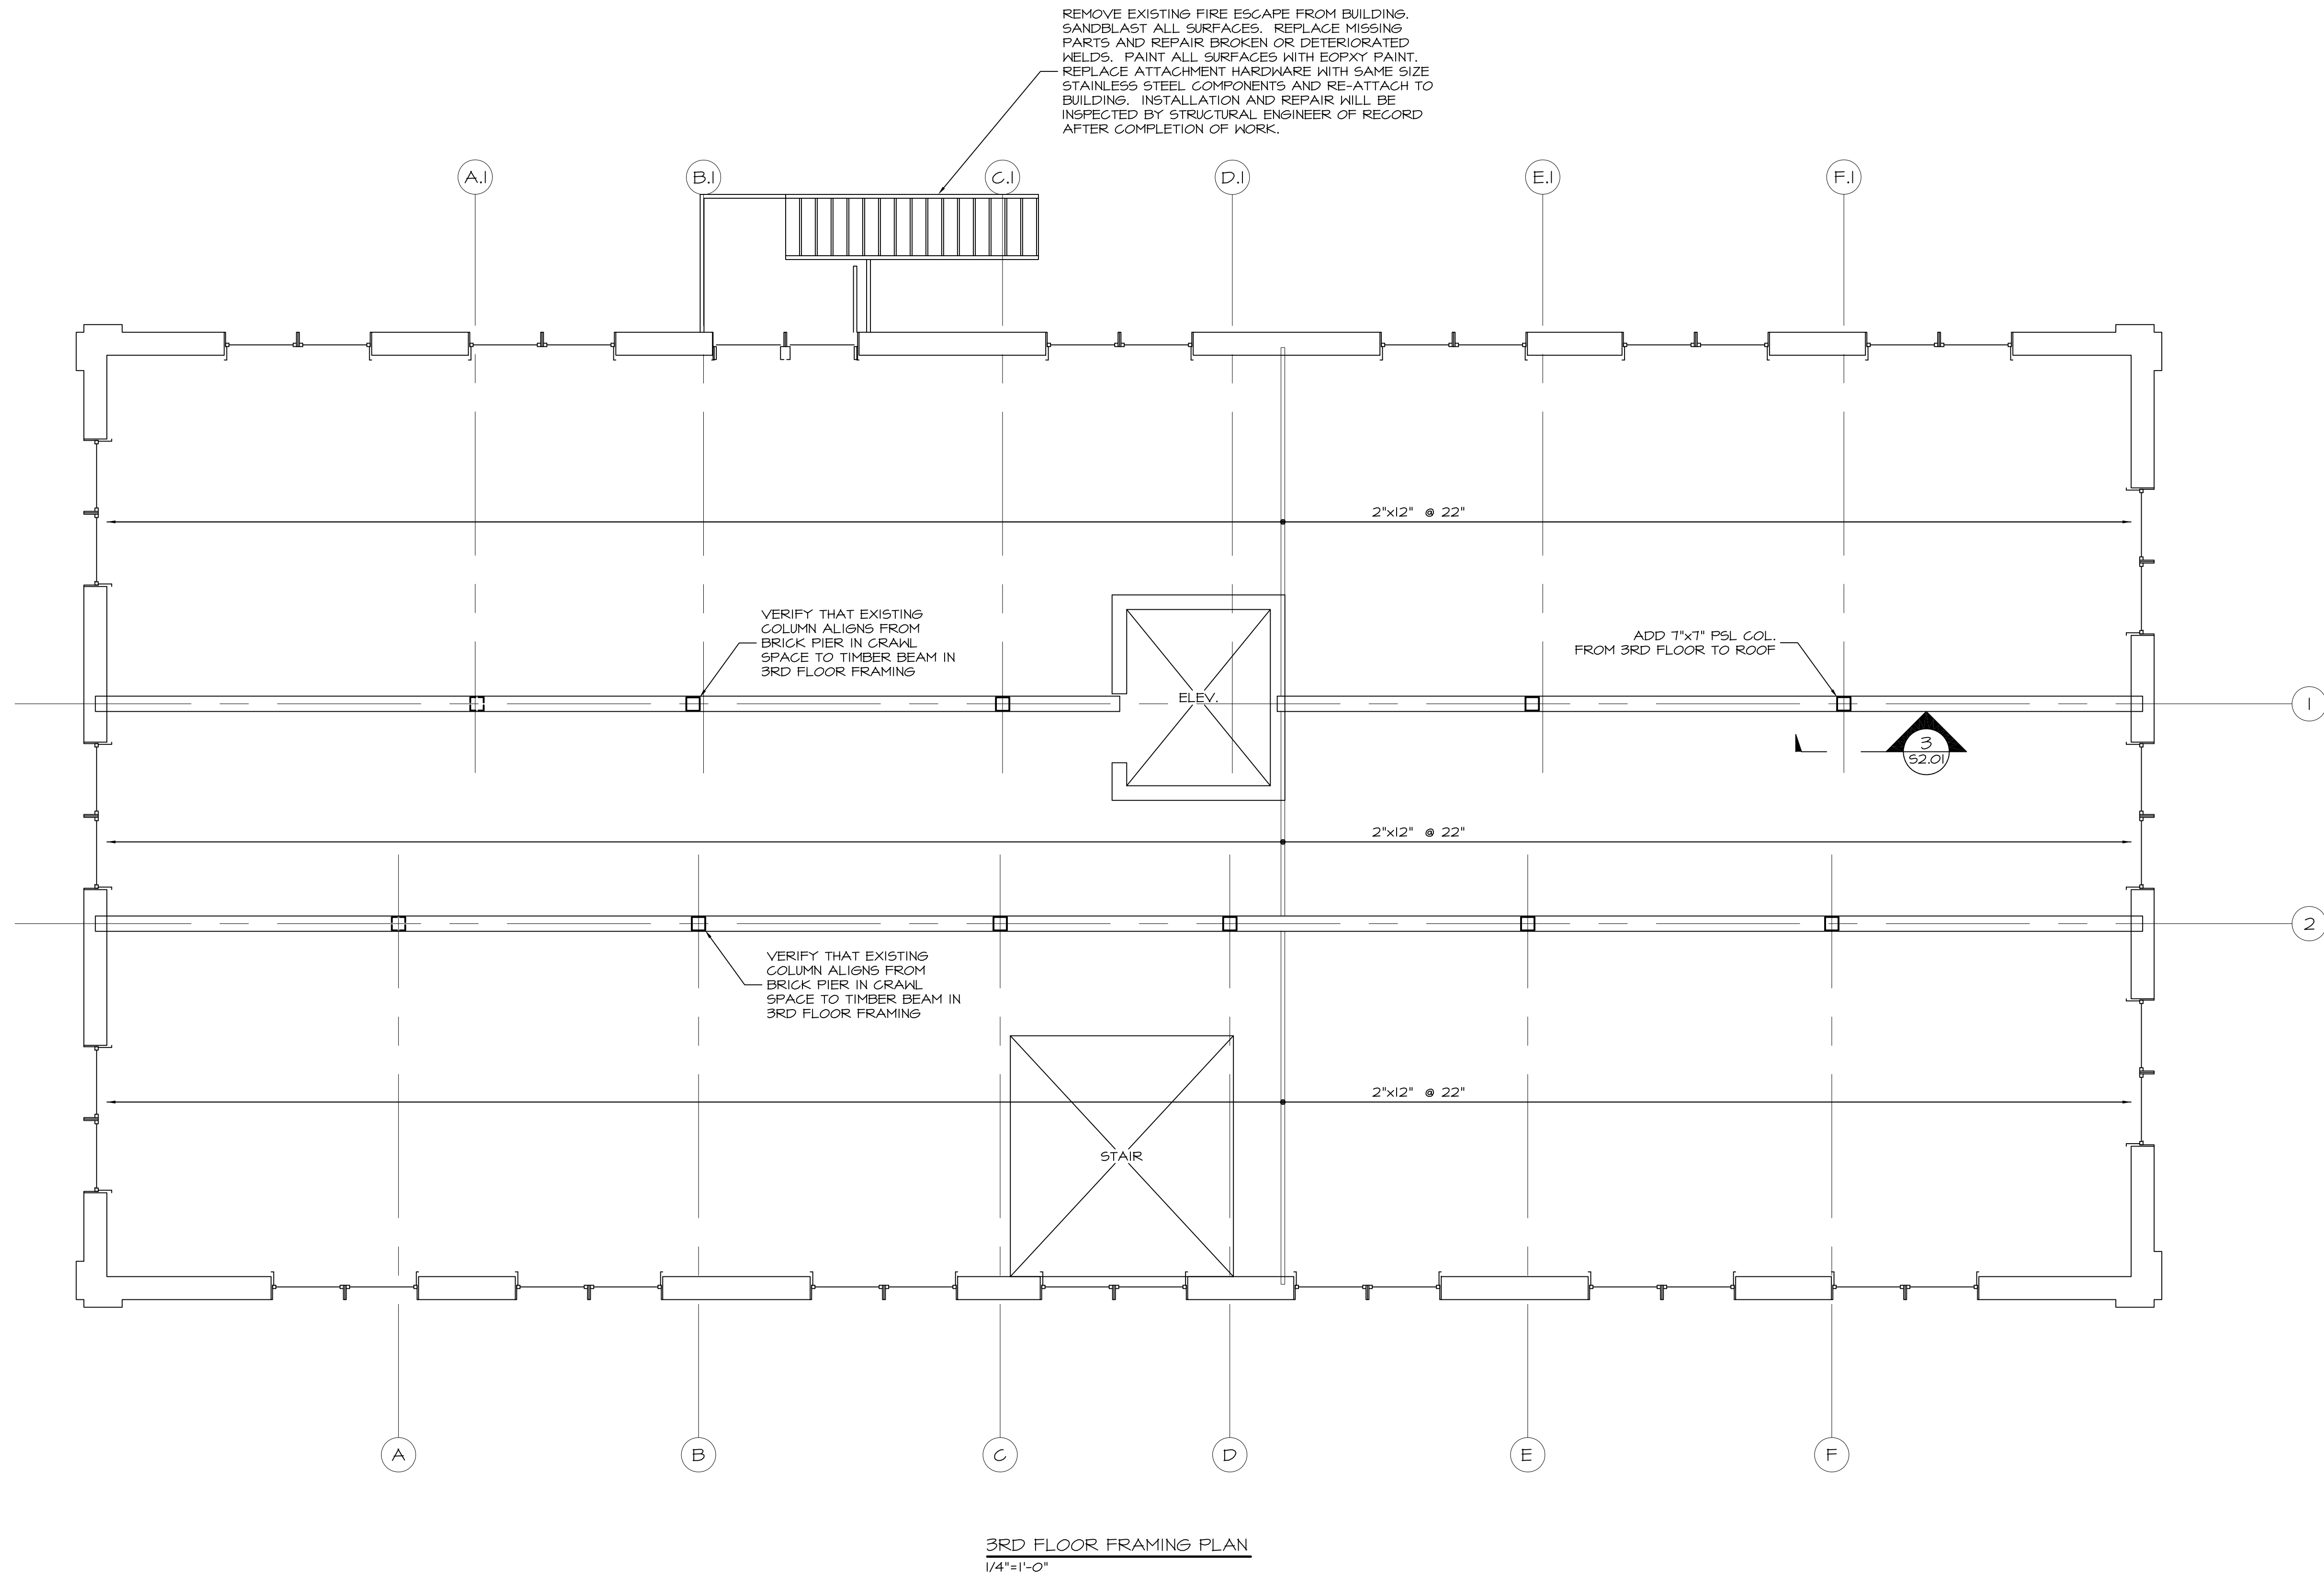 REMOVE EXISTING FIRE ESCAPE FROM BUILDING.
SANDBLAST ALL SURFACES.  REPLACE MISSING
PARTS AND REPAIR BROKEN OR DETERIORATED
WELDS.  PAINT ALL SURFACES WITH EOPXY PAINT.
REPLACE ATTACHMENT HARDWARE WITH SAME SIZE
STAINLESS STEEL COMPONENTS AND RE-ATTACH TO
BUILDING.  INSTALLATION AND REPAIR WILL BE
INSPECTED BY STRUCTURAL ENGINEER OF RECORD
AFTER COMPLETION OF WORK.
A.1
B.1
C.1
D.1
E.1
F.1
2"x12" @ 22"
VERIFY THAT EXISTING
COLUMN ALIGNS FROM
BRICK PIER IN CRAWL
SPACE TO TIMBER BEAM IN
3RD FLOOR FRAMING
ADD 7"x7" PSL COL.
FROM 3RD FLOOR TO ROOF
ELEV.
1
3
S2.01
2"x12" @ 22"
2
VERIFY THAT EXISTING
COLUMN ALIGNS FROM
BRICK PIER IN CRAWL
SPACE TO TIMBER BEAM IN
3RD FLOOR FRAMING
2"x12" @ 22"
STAIR
A
B
C
D
E
F
3RD FLOOR FRAMING PLAN
1/4"=1'-0"